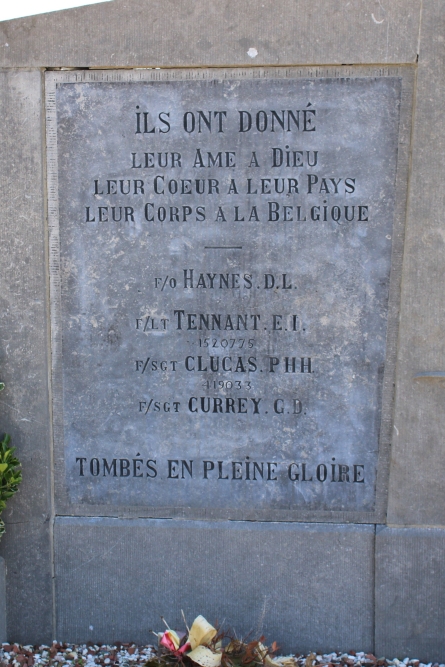 ILS ONT DONNÉ
LEUR AME A DIEU
LEUR COEUR A LEUR PAYS
LEUR CORPS A LA BELGIQUE
F/O HAYNES. D.L.
F/LT TENNANT. E.I.
1520775
F/SGT CLUCAS. PHH
419033
F/SGT CURREY. G.D.
TOMBÉS EN PLEINE GLOIRE